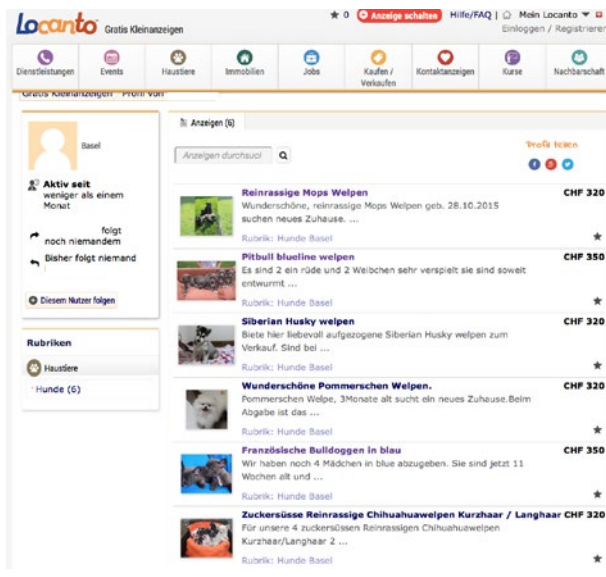 Locanto Gratis Kleinanzeigen
★ 0 Anzeige schalten Hilfe/FAQ | Mein Locanto
Einloggen / Registrieren
Dienstleistungen Events Haustiere Immobilien Jobs Kaufen / Verkaufen Kontaktanzeigen Kurse Nachbarschaft
Gratis Kleinanzeigen Profil von
Basel
Aktiv seit
weniger als einem
Monat
folgt
noch niemandem
Bisher folgt niemand
Diesem Nutzer folgen
Rubriken
Haustiere
Hunde (6)
Anzeigen (6)
Anzeigen durchsucl
Profil teilen
Reinrassige Mops Welpen CHF 320
Wunderschöne, reinrassige Mops Welpen geb. 28.10.2015
suchen neues Zuhause. ...
Rubrik: Hunde Basel
Pitbull blueline welpen CHF 350
Es sind 2 ein rüde und 2 Weibchen sehr verspielt sie sind soweit
entwurmt ...
Rubrik: Hunde Basel
Siberian Husky welpen CHF 320
Biete hier liebevoll aufgezogene Siberian Husky welpen zum
Verkauf. Sind bei ...
Rubrik: Hunde Basel
Wunderschöne Pommerschen Welpen. CHF 320
Pommerschen Welpe, 3Monate alt sucht ein neues Zuhause.Beim
Abgabe ist das ...
Rubrik: Hunde Basel
Französische Bulldoggen in blau CHF 350
Wir haben noch 4 Mädchen in blue abzugeben. Sie sind jetzt 11
Wochen alt und ...
Rubrik: Hunde Basel
Zuckersüsse Reinrassige Chihuahuawelpen Kurzhaar / Langhaar CHF 320
Für unsere 4 zuckersüssen Reinrassigen Chihuahuawelpen
Kurzhaar/Langhaar 2 ...
Rubrik: Hunde Basel